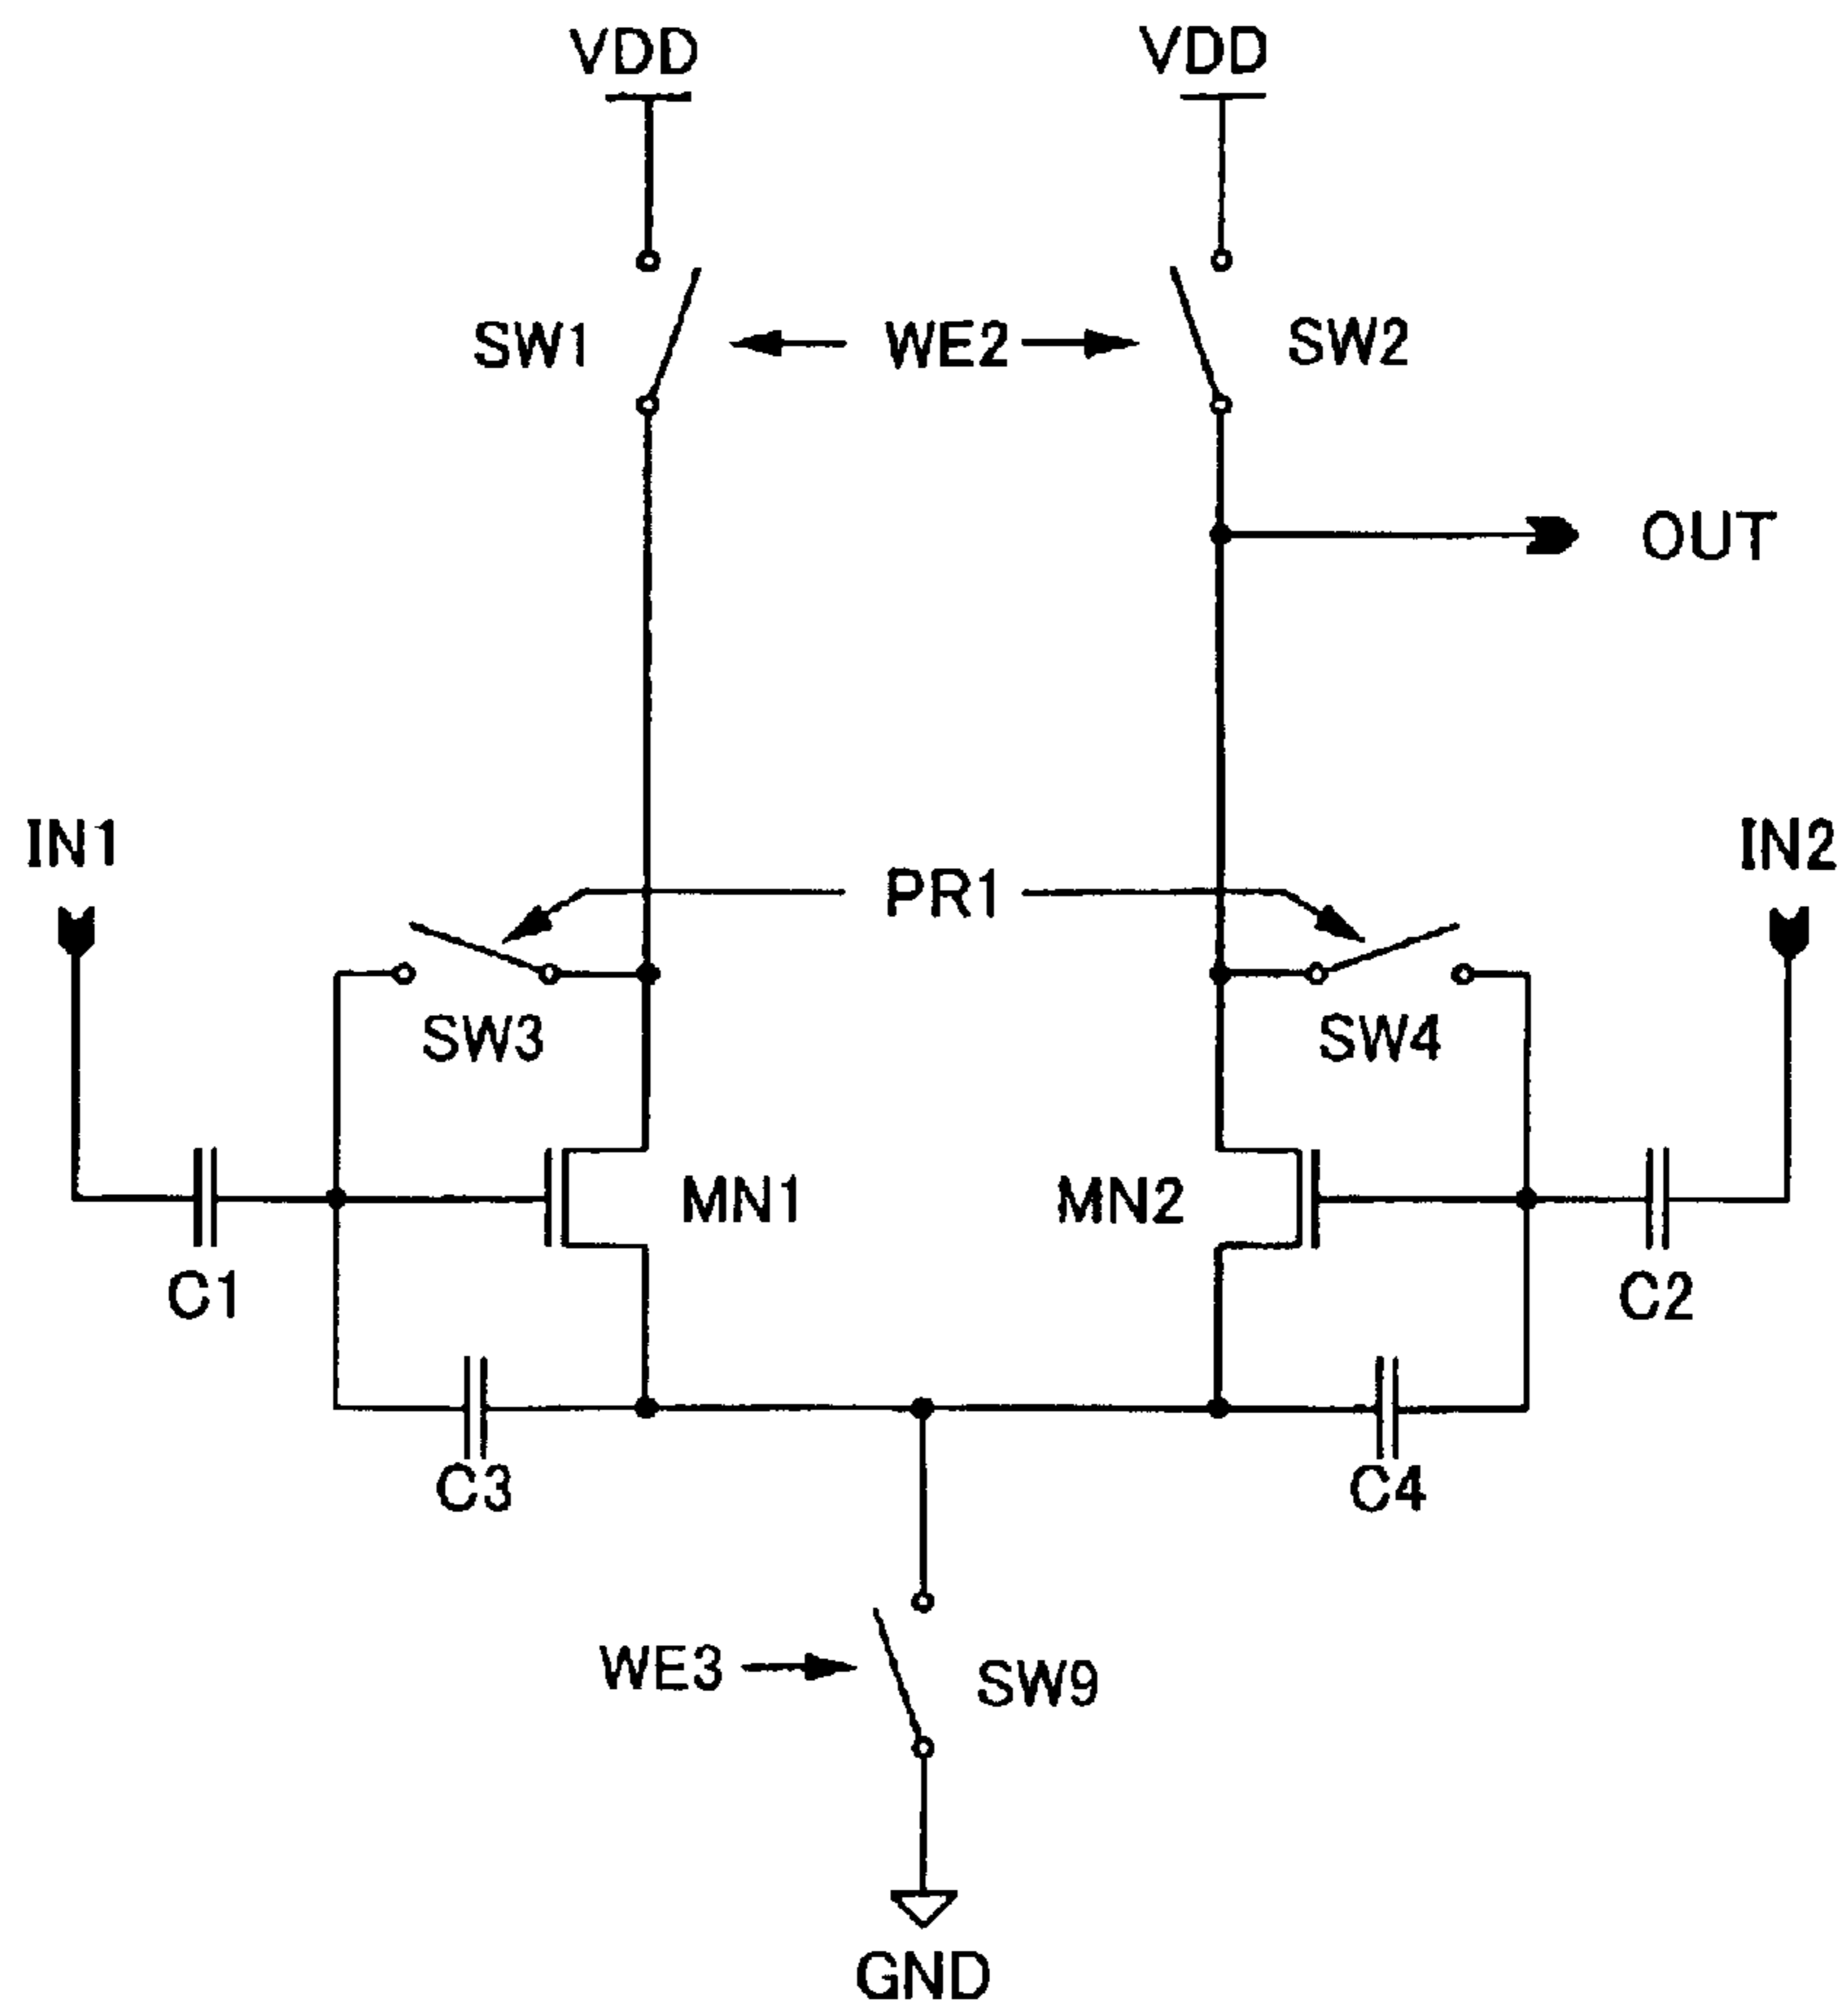 VDD
VDD
SW1
WE2
SW2
OUT
IN1
PR1
IN2
SW3
SW4
MN1
MN2
C1
C2
C3
C4
WE3
SW9
GND